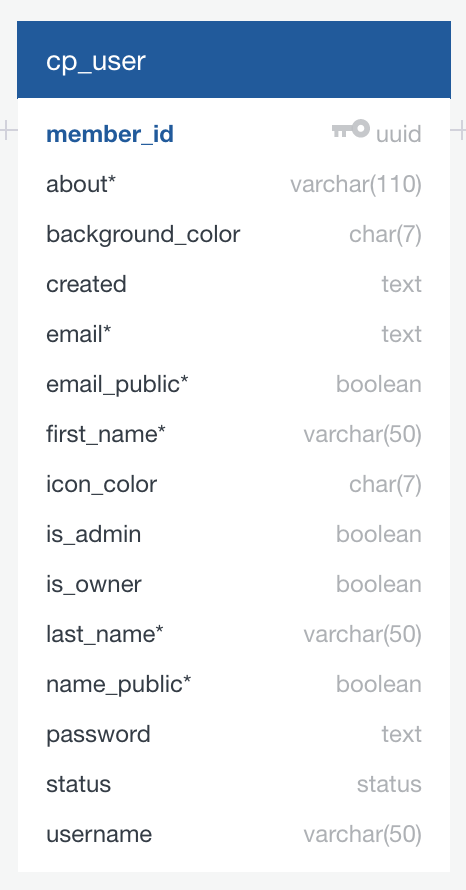 cp_user
member_id uuid
about* varchar(110)
background_color char(7)
created text
email* text
email_public* boolean
first_name* varchar(50)
icon_color char(7)
is_admin boolean
is_owner boolean
last_name* varchar(50)
name_public* boolean
password text
status status
username varchar(50)